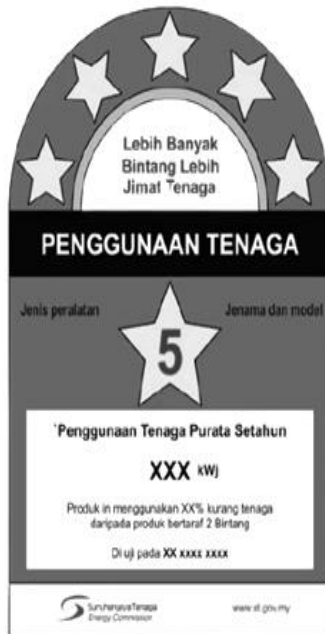 Lebih Banyak
Bintang Lebih
Jimat Tenaga
PENGGUNAAN TENAGA
Jenis peralatan
Jenama dan model
5
'Penggunaan Tenaga Purata Setahun
XXX kWj
Produk in menggunakan XX% kurang tenaga
daripada produk bertaraf 2 Bintang
Di uji pada XX xxxx xxxx
Suruhanjaya Tenaga
Energy Commission
www.st.gov.my